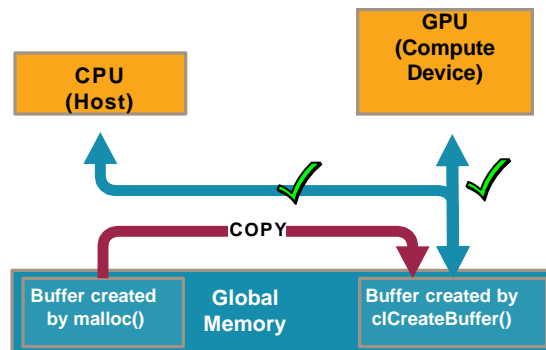 CPU
(Host)
GPU
(Compute
Device)
COPY
Buffer created
by malloc()
Global
Memory
Buffer created by
clCreateBuffer()